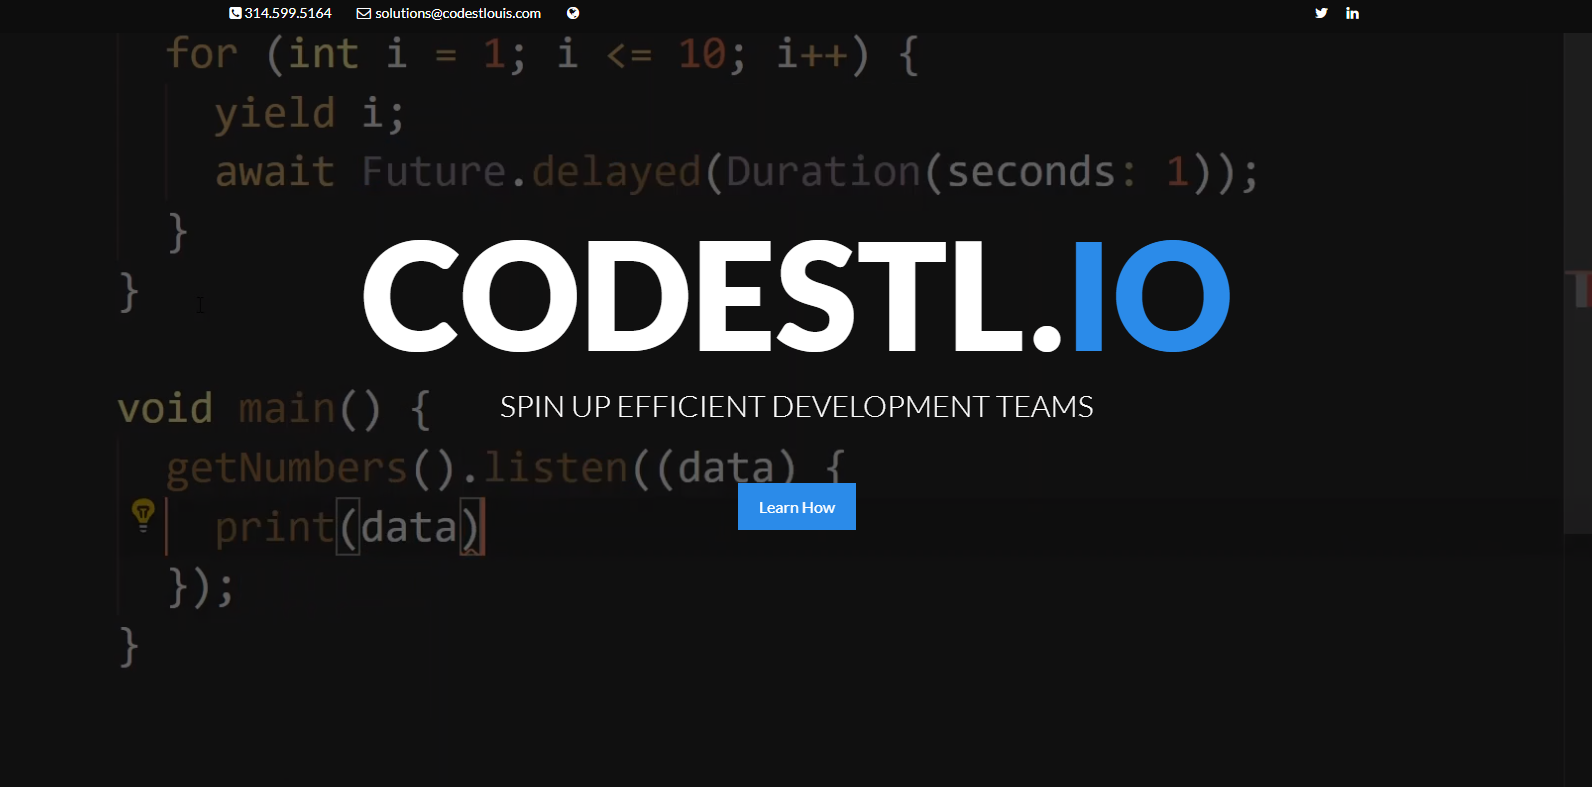 314.599.5164 solutions@codestlouis.com
for (int i = 1; i <= 10; i++) {
yield i;
await Future.delayed(Duration(seconds: 1));
}
CODESTL.IO
}
void main() {
SPIN UP EFFICIENT DEVELOPMENT TEAMS
getNumbers().listen((data) {
Learn How
print(data)
});
}